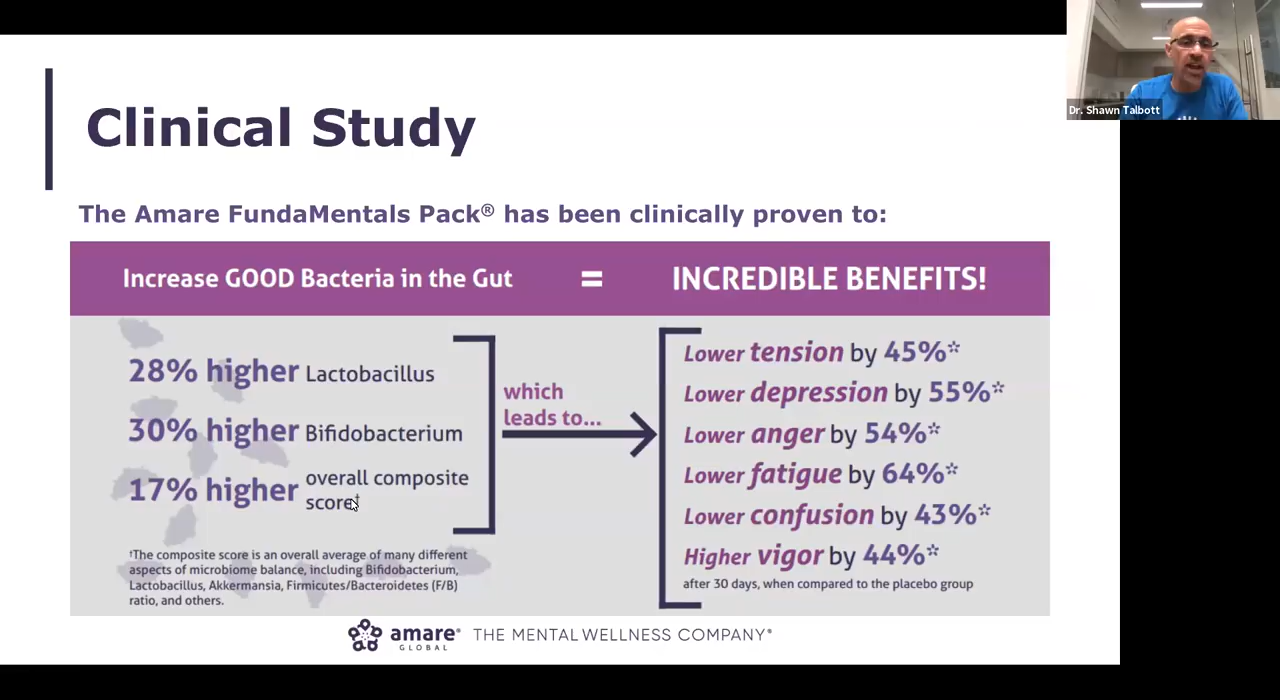 Dr. Shawn Talbott
Clinical Study
The Amare FundaMentals Pack® has been clinically proven to:
Increase GOOD Bacteria in the Gut = INCREDIBLE BENEFITS!
28% higher Lactobacillus
30% higher Bifidobacterium
17% higher overall composite
score†
†The composite score is an overall average of many different
aspects of microbiome balance, including Bifidobacterium,
Lactobacillus, Akkermansia, Firmicutes/Bacteroidetes (F/B)
ratio, and others.
which
leads to...
Lower tension by 45%*
Lower depression by 55%*
Lower anger by 54%*
Lower fatigue by 64%*
Lower confusion by 43%*
Higher vigor by 44%*
after 30 days, when compared to the placebo group
amare® THE MENTAL WELLNESS COMPANY®
GLOBAL